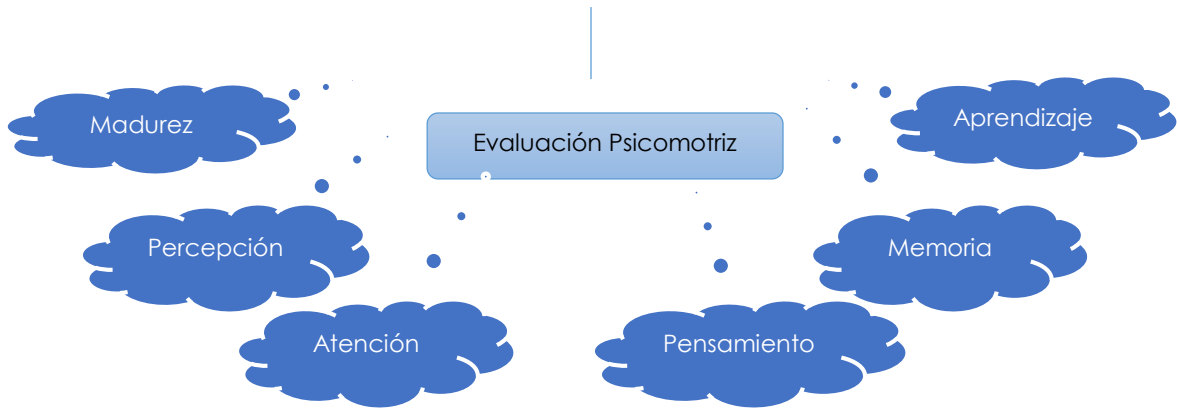 Madurez
Evaluación Psicomotriz
Aprendizaje
Percepción
Memoria
Atención
Pensamiento